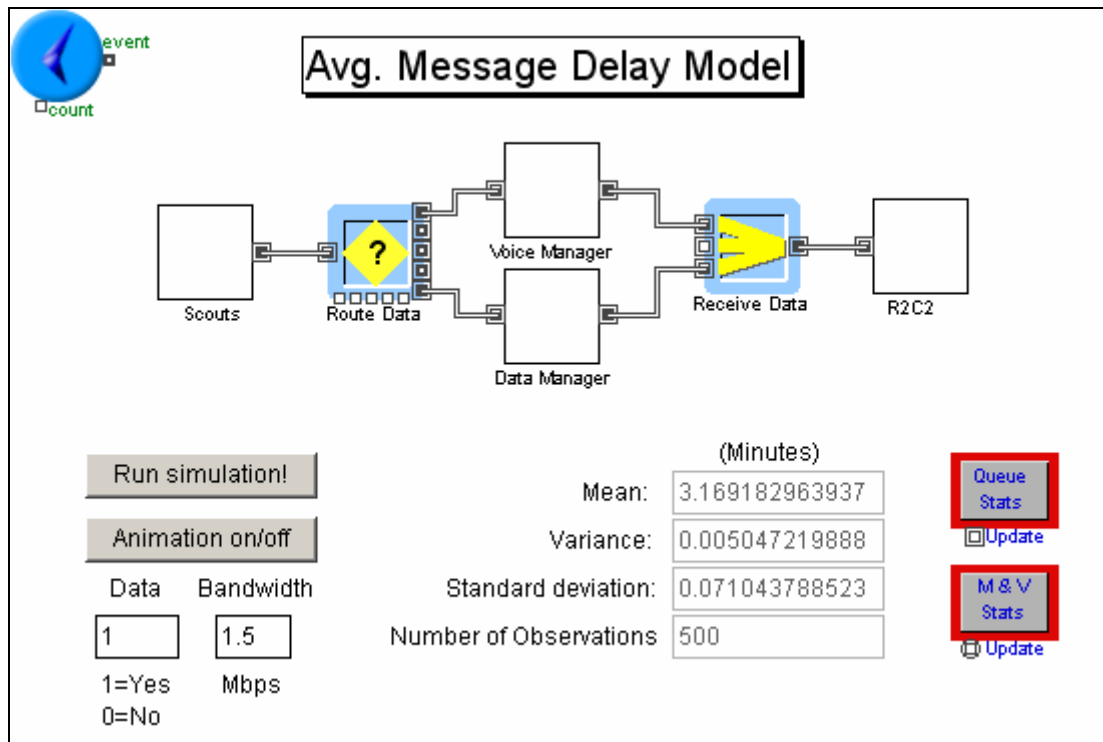 event
count
Avg. Message Delay Model
Scouts
?
Route Data
Voice Manager
Data Manager
Receive Data
R2C2
Run simulation!
Animation on/off
Data
Bandwidth
1
1.5
1=Yes
0=No
Mbps
(Minutes)
Mean: 3.169182963937
Variance: 0.005047219888
Standard deviation: 0.071043788523
Number of Observations 500
Queue
Stats
Update
M & V
Stats
Update